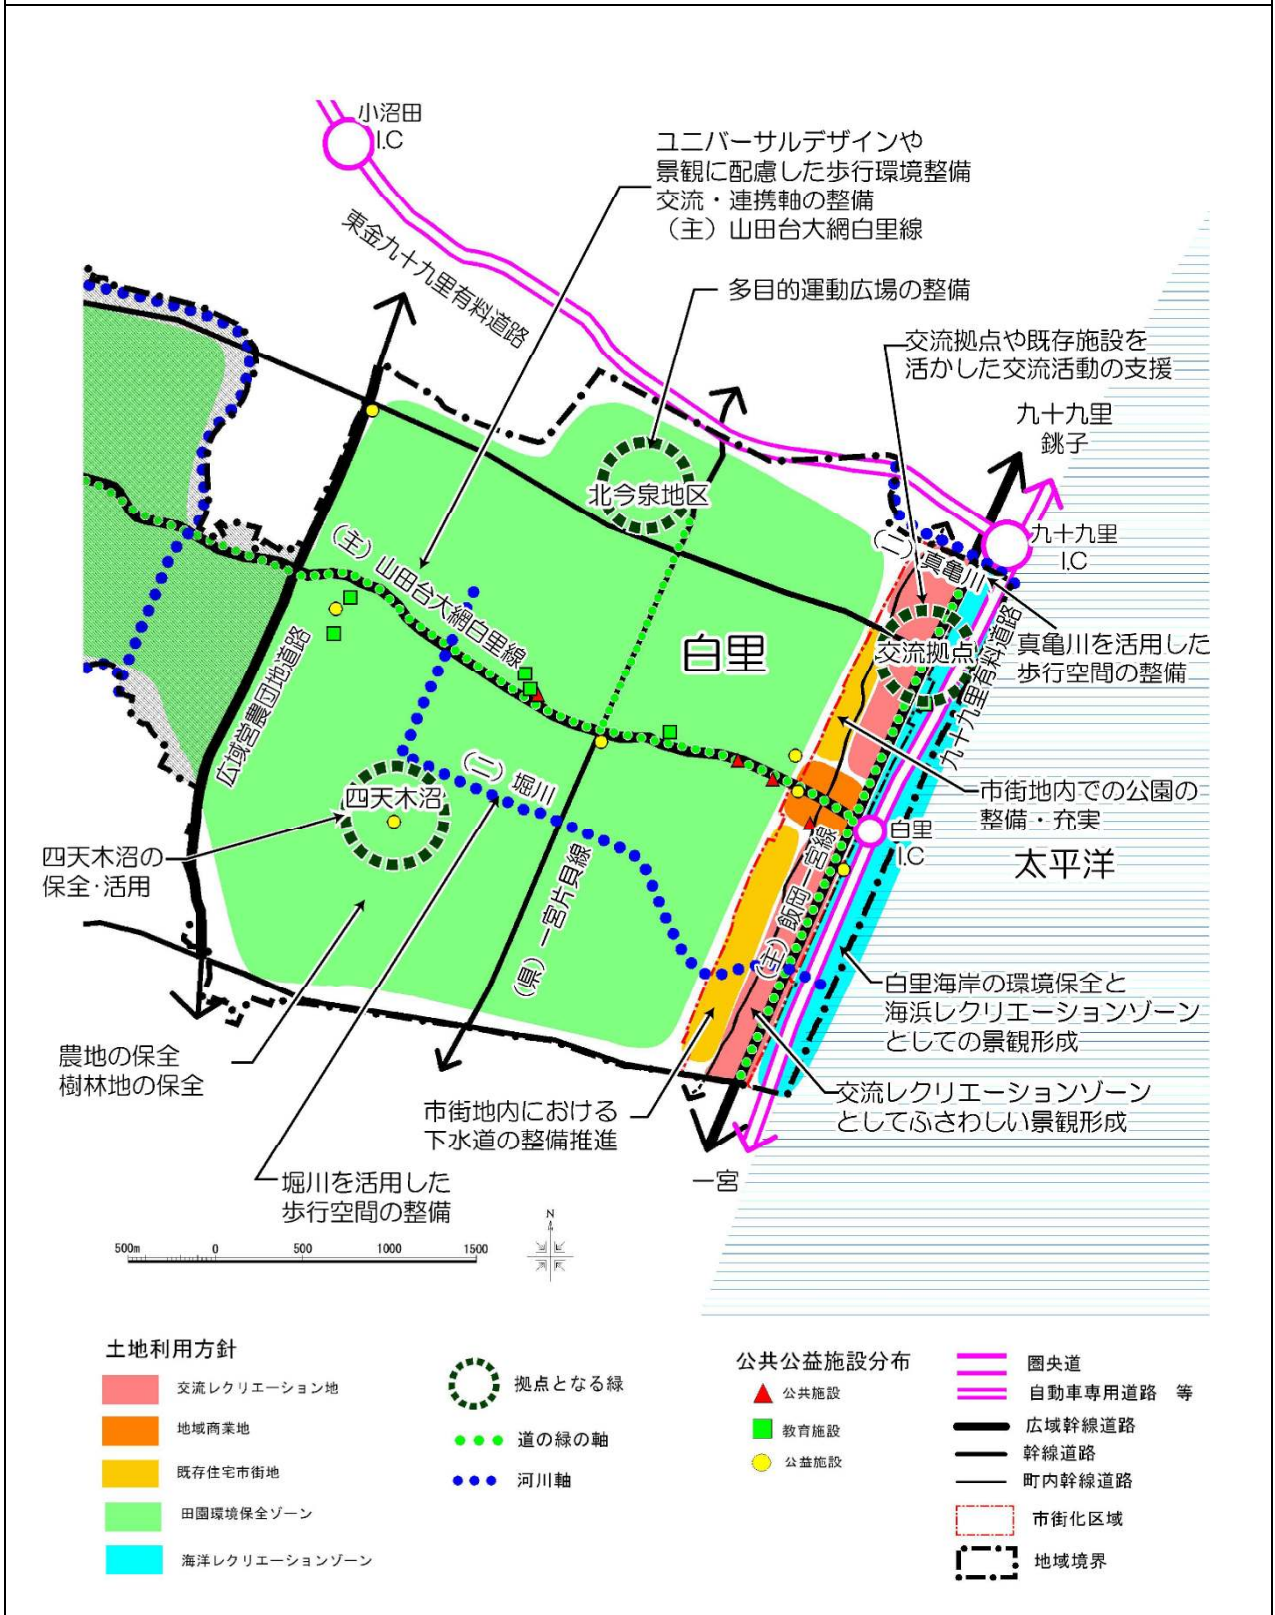 小沼田
I.C
ユニバーサルデザインや
景観に配慮した歩行環境整備
交流・連携軸の整備
（主）山田台大網白里線
東金九十九里有料道路
多目的運動広場の整備
交流拠点や既存施設を
活かした交流活動の支援
九十九里
銚子
北今泉地区
九十九里
I.C
（二）真亀川
（主）山田台大網白里線
白里
交流拠点
真亀川を活用した
歩行空間の整備
九十九里有料道路
広域営農団地道路
（二）堀川
四天木沼
市街地内での公園の
整備・充実
白里
I.C
太平洋
四天木沼の
保全・活用
（県）一宮片貝線
（主）飯岡一宮線
白里海岸の環境保全と
海浜レクリエーションゾーン
としての景観形成
農地の保全
樹林地の保全
市街地内における
下水道の整備推進
交流レクリエーションゾーン
としてふさわしい景観形成
一宮
堀川を活用した
歩行空間の整備
N
500m 0 500 1000 1500
土地利用方針
交流レクリエーション地
地域商業地
既存住宅市街地
田園環境保全ゾーン
海洋レクリエーションゾーン
拠点となる緑
道の緑の軸
河川軸
公共公益施設分布
公共施設
教育施設
公益施設
圏央道
自動車専用道路 等
広域幹線道路
幹線道路
町内幹線道路
市街化区域
地域境界